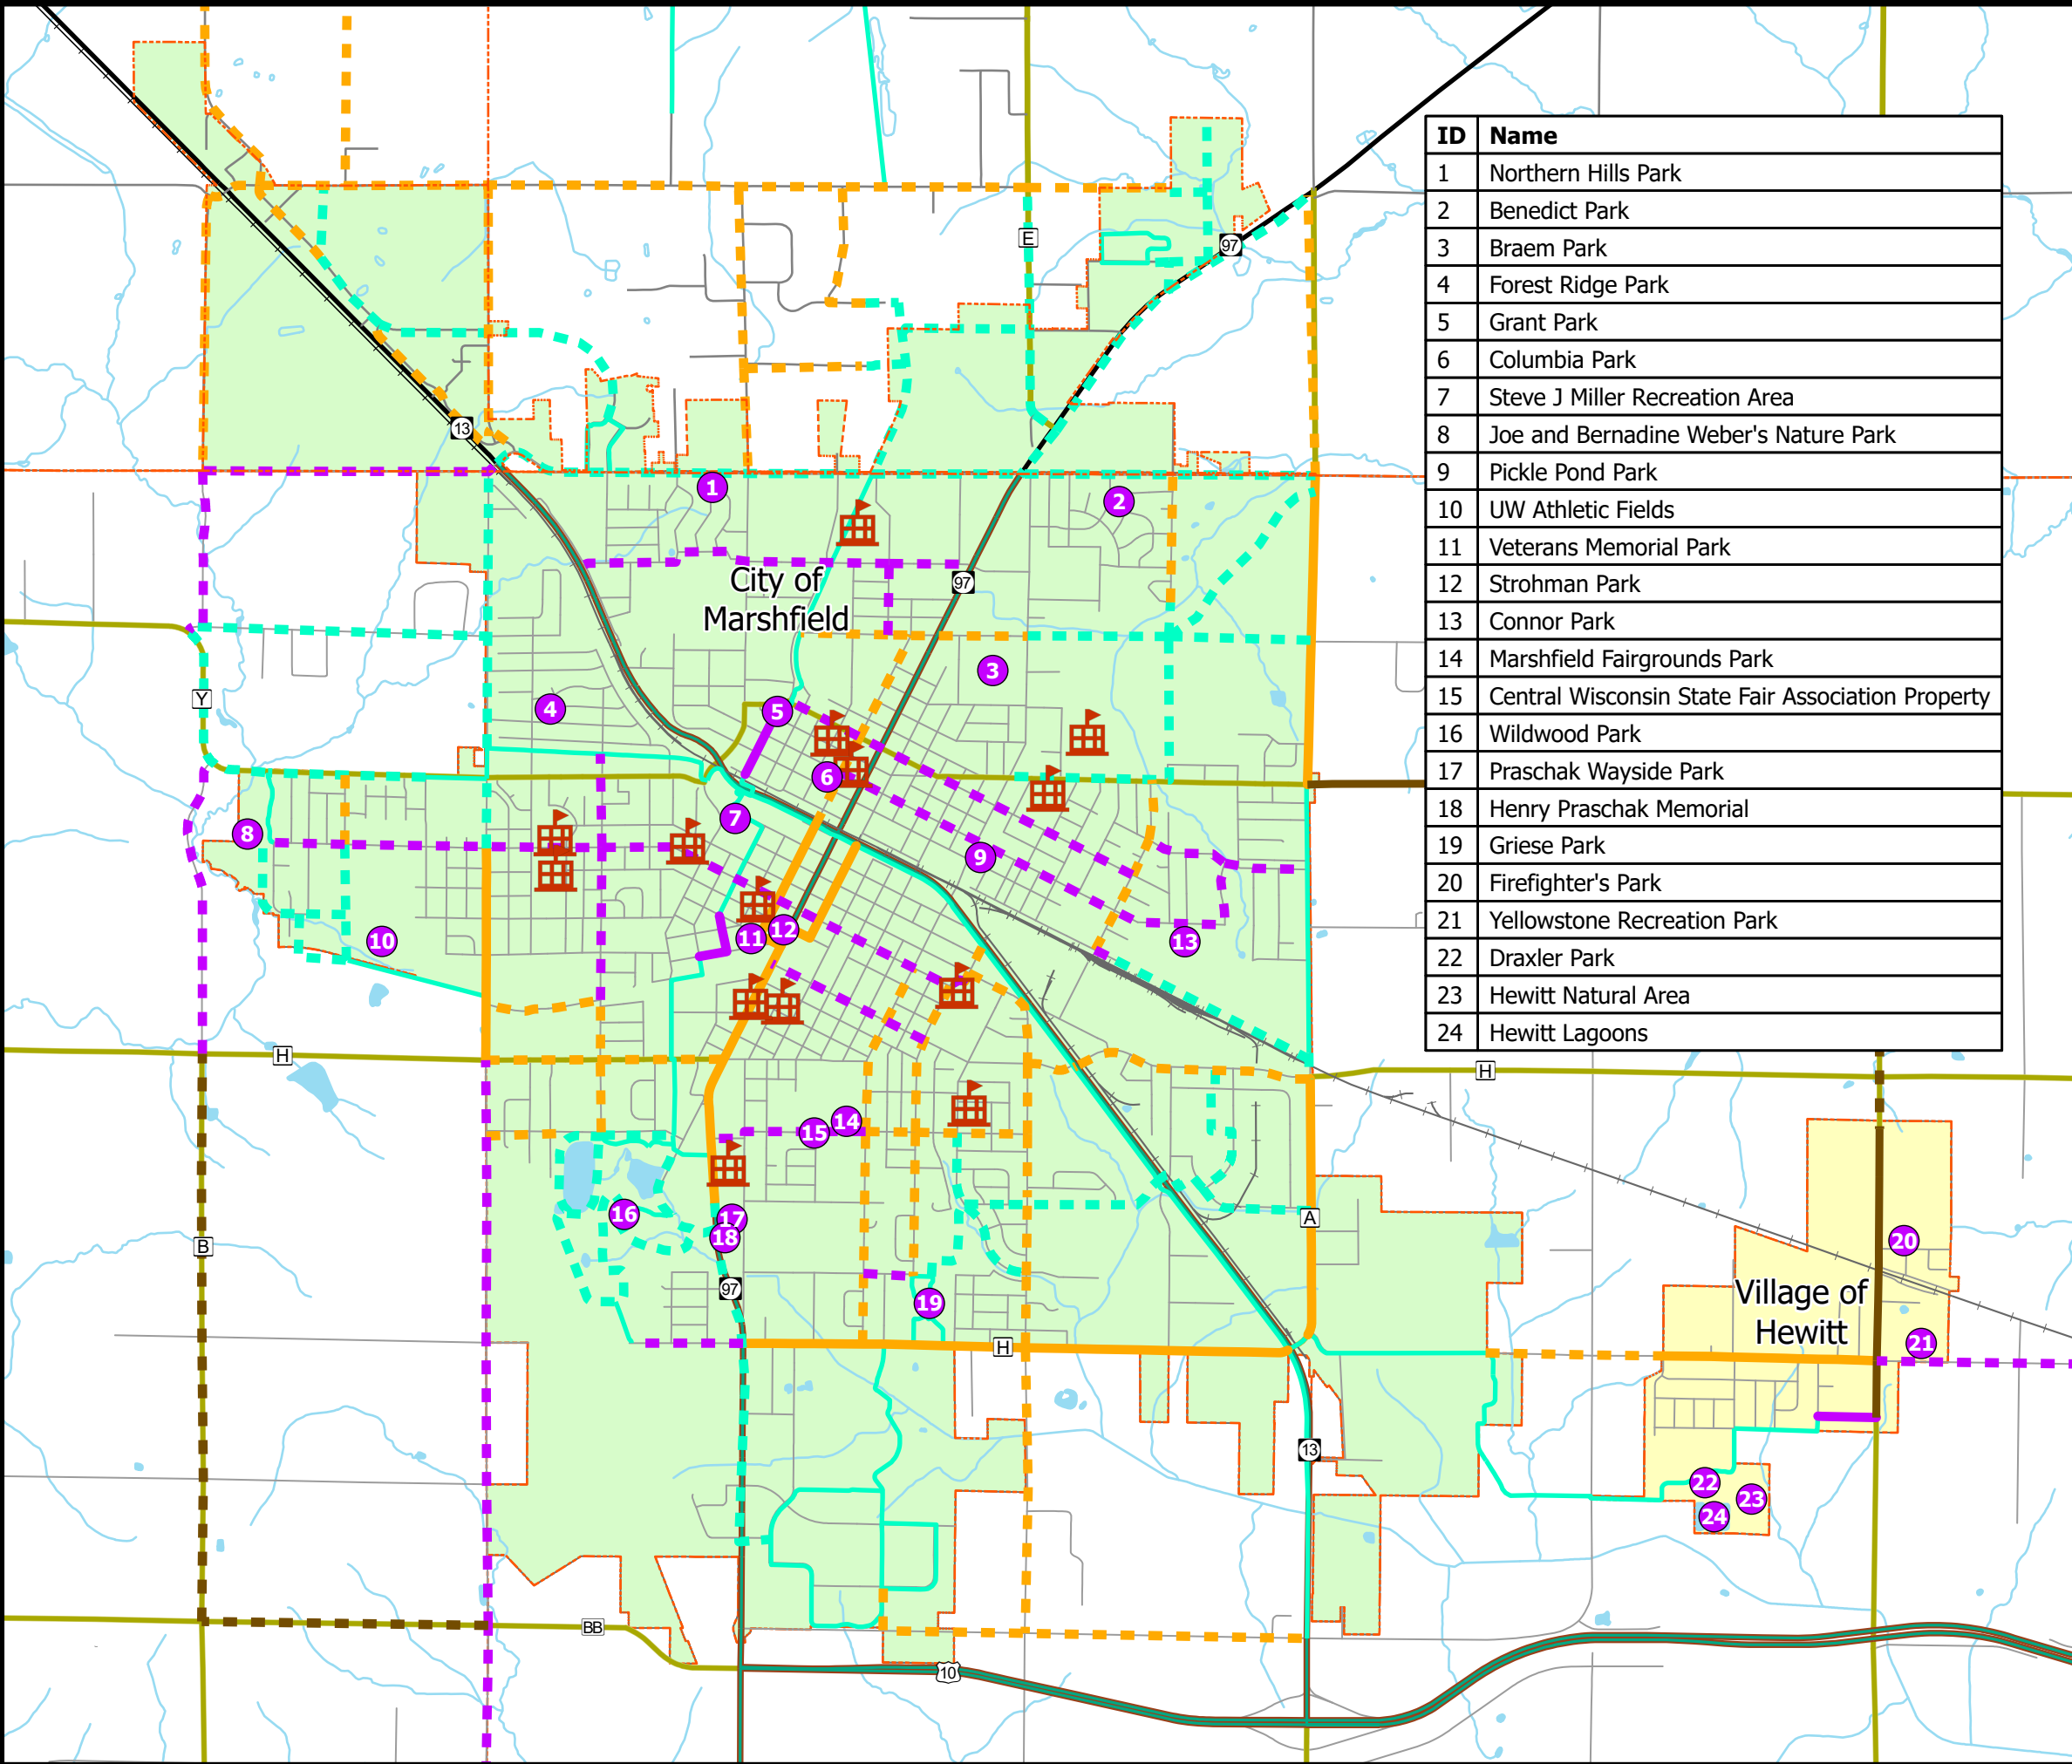 ID Name
1 Northern Hills Park
2 Benedict Park
3 Braem Park
4 Forest Ridge Park
5 Grant Park
6 Columbia Park
7 Steve J Miller Recreation Area
8 Joe and Bernadine Weber's Nature Park
9 Pickle Pond Park
10 UW Athletic Fields
11 Veterans Memorial Park
12 Strohman Park
13 Connor Park
14 Marshfield Fairgrounds Park
15 Central Wisconsin State Fair Association Property
16 Wildwood Park
17 Praschak Wayside Park
18 Henry Praschak Memorial
19 Griese Park
20 Firefighter's Park
21 Yellowstone Recreation Park
22 Draxler Park
23 Hewitt Natural Area
24 Hewitt Lagoons
E
97
13
1
2
City of
Marshfield
97
3
Y
4
5
6
7
8
9
10
11
12
13
H
H
14
15
16
17
18
A
B
97
19
H
20
Village of
Hewitt
21
13
22
23
24
BB
10